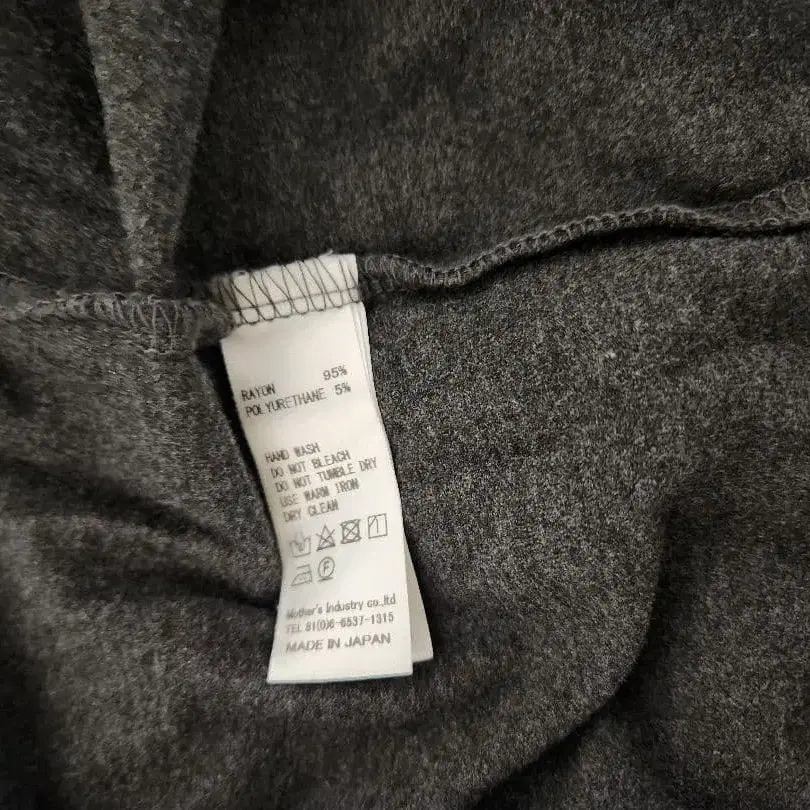 RAYON 95%
POLYURETHANE 5%
HAND WASH
DO NOT BLEACH
DO NOT TUMBLE DRY
USE WARM IRON
DRY CLEAN
F
Mother's Industry co.,ltd
TEL 81(0)6-6537-1315
MADE IN JAPAN